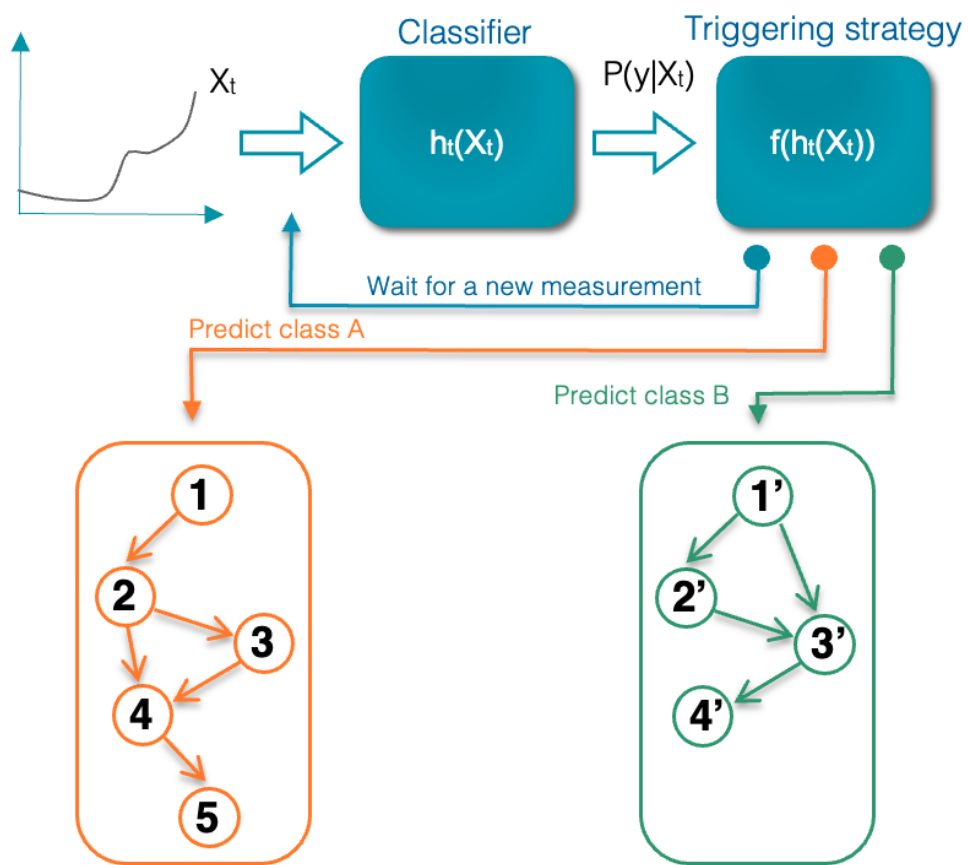 Classifier
Triggering strategy
Xt
P(y|Xt)
ht(Xt)
f(ht(Xt))
Wait for a new measurement
Predict class A
Predict class B
1
2
3
4
5
1’
2’
3’
4’